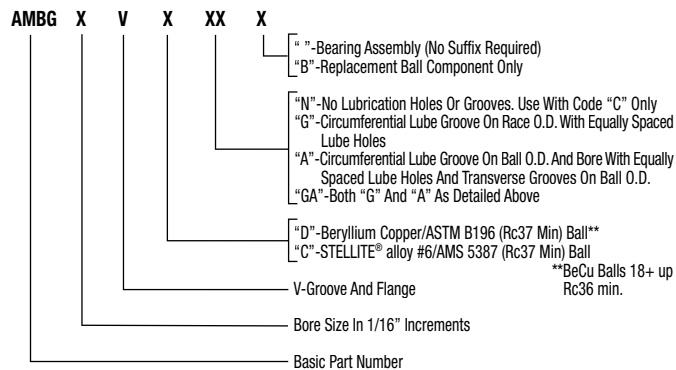 AMBG X V X XX X
“ ”-Bearing Assembly (No Suffix Required)
“B”-Replacement Ball Component Only
“N”-No Lubrication Holes Or Grooves. Use With Code “C” Only
“G”-Circumferential Lube Groove On Race O.D. With Equally Spaced
Lube Holes
“A”-Circumferential Lube Groove On Ball O.D. And Bore With Equally
Spaced Lube Holes And Transverse Grooves On Ball O.D.
“GA”-Both “G” And “A” As Detailed Above
“D”-Beryllium Copper/ASTM B196 (Rc37 Min) Ball**
“C”-STELLITE® alloy #6/AMS 5387 (Rc37 Min) Ball
**BeCu Balls 18+ up
Rc36 min.
V-Groove And Flange
Bore Size In 1/16” Increments
Basic Part Number